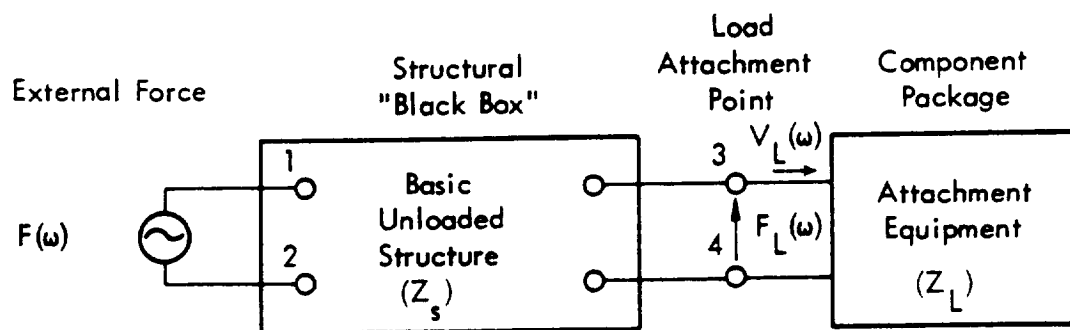 External Force
Structural
"Black Box"
Load
Attachment
Point
Component
Package
F(ω)
1
2
Basic
Unloaded
Structure
(Z_s)
3
V_L(ω)
4
F_L(ω)
Attachment
Equipment
(Z_L)